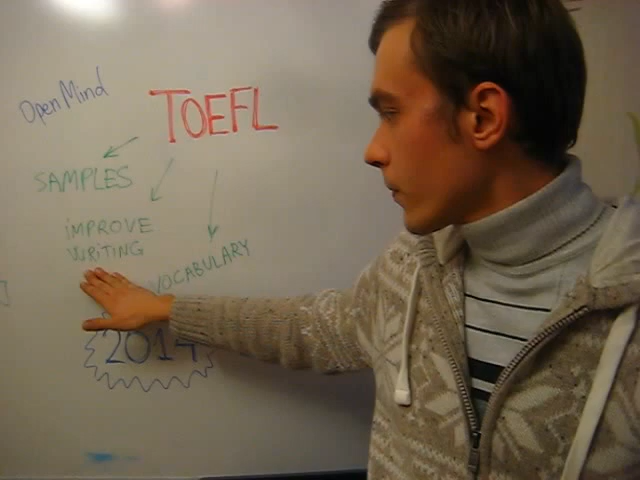 Open Mind
TOEFL
SAMPLES
iMPROVE
WRiTiNG
VOCABULARY
2014